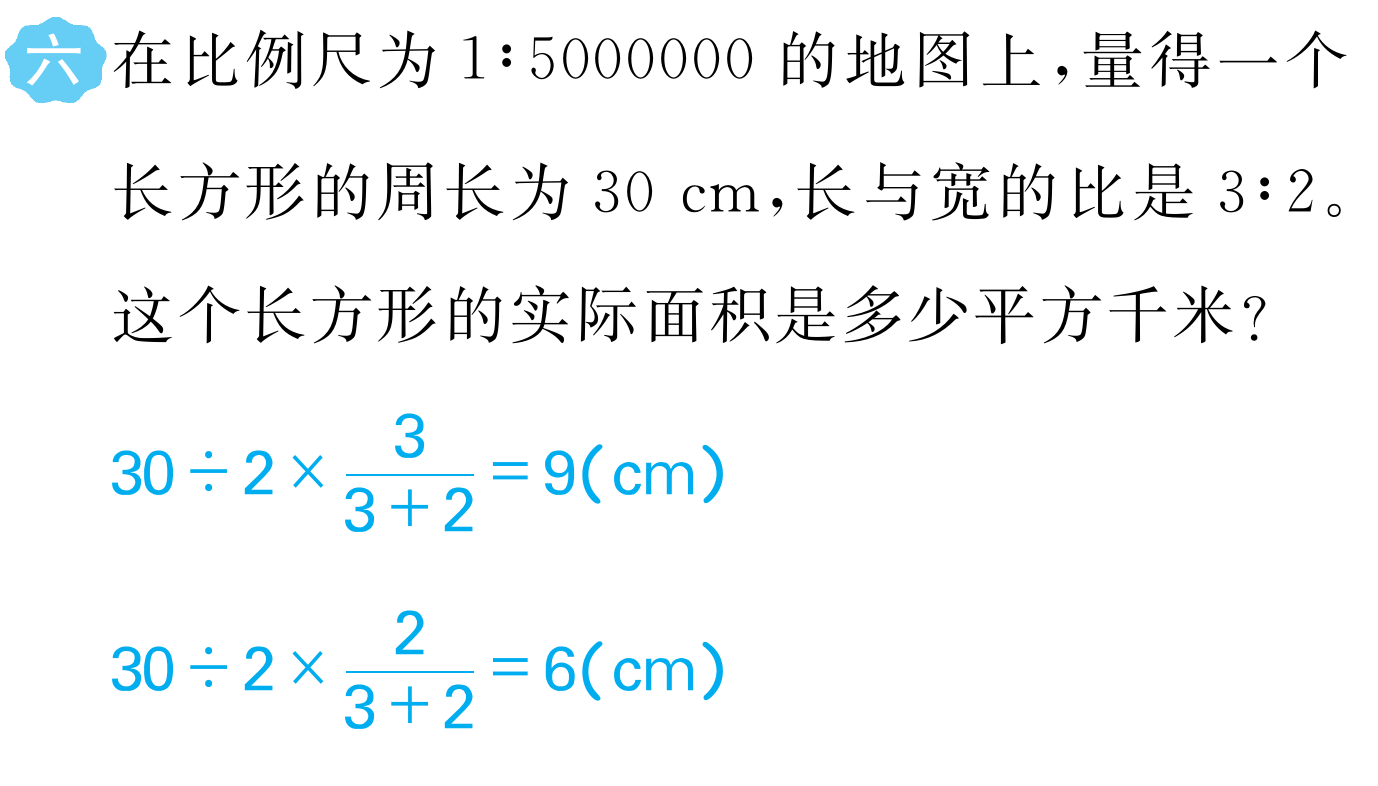 六 在比例尺为 1∶5000000 的地图上,量得一个
长方形的周长为 30 cm,长与宽的比是 3∶2。
这个长方形的实际面积是多少平方千米?
30÷2×3/(3+2)=9(cm)
30÷2×2/(3+2)=6(cm)